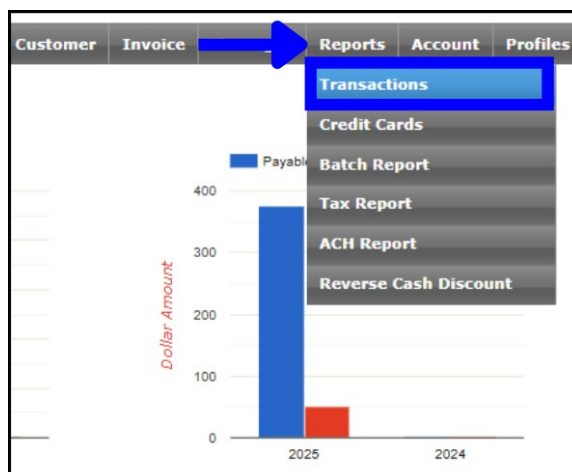 Customer Invoice Reports Account Profiles
Transactions
Credit Cards
Batch Report
Tax Report
ACH Report
Reverse Cash Discount
400
300
200
100
0
Dollar Amount
2025 2024